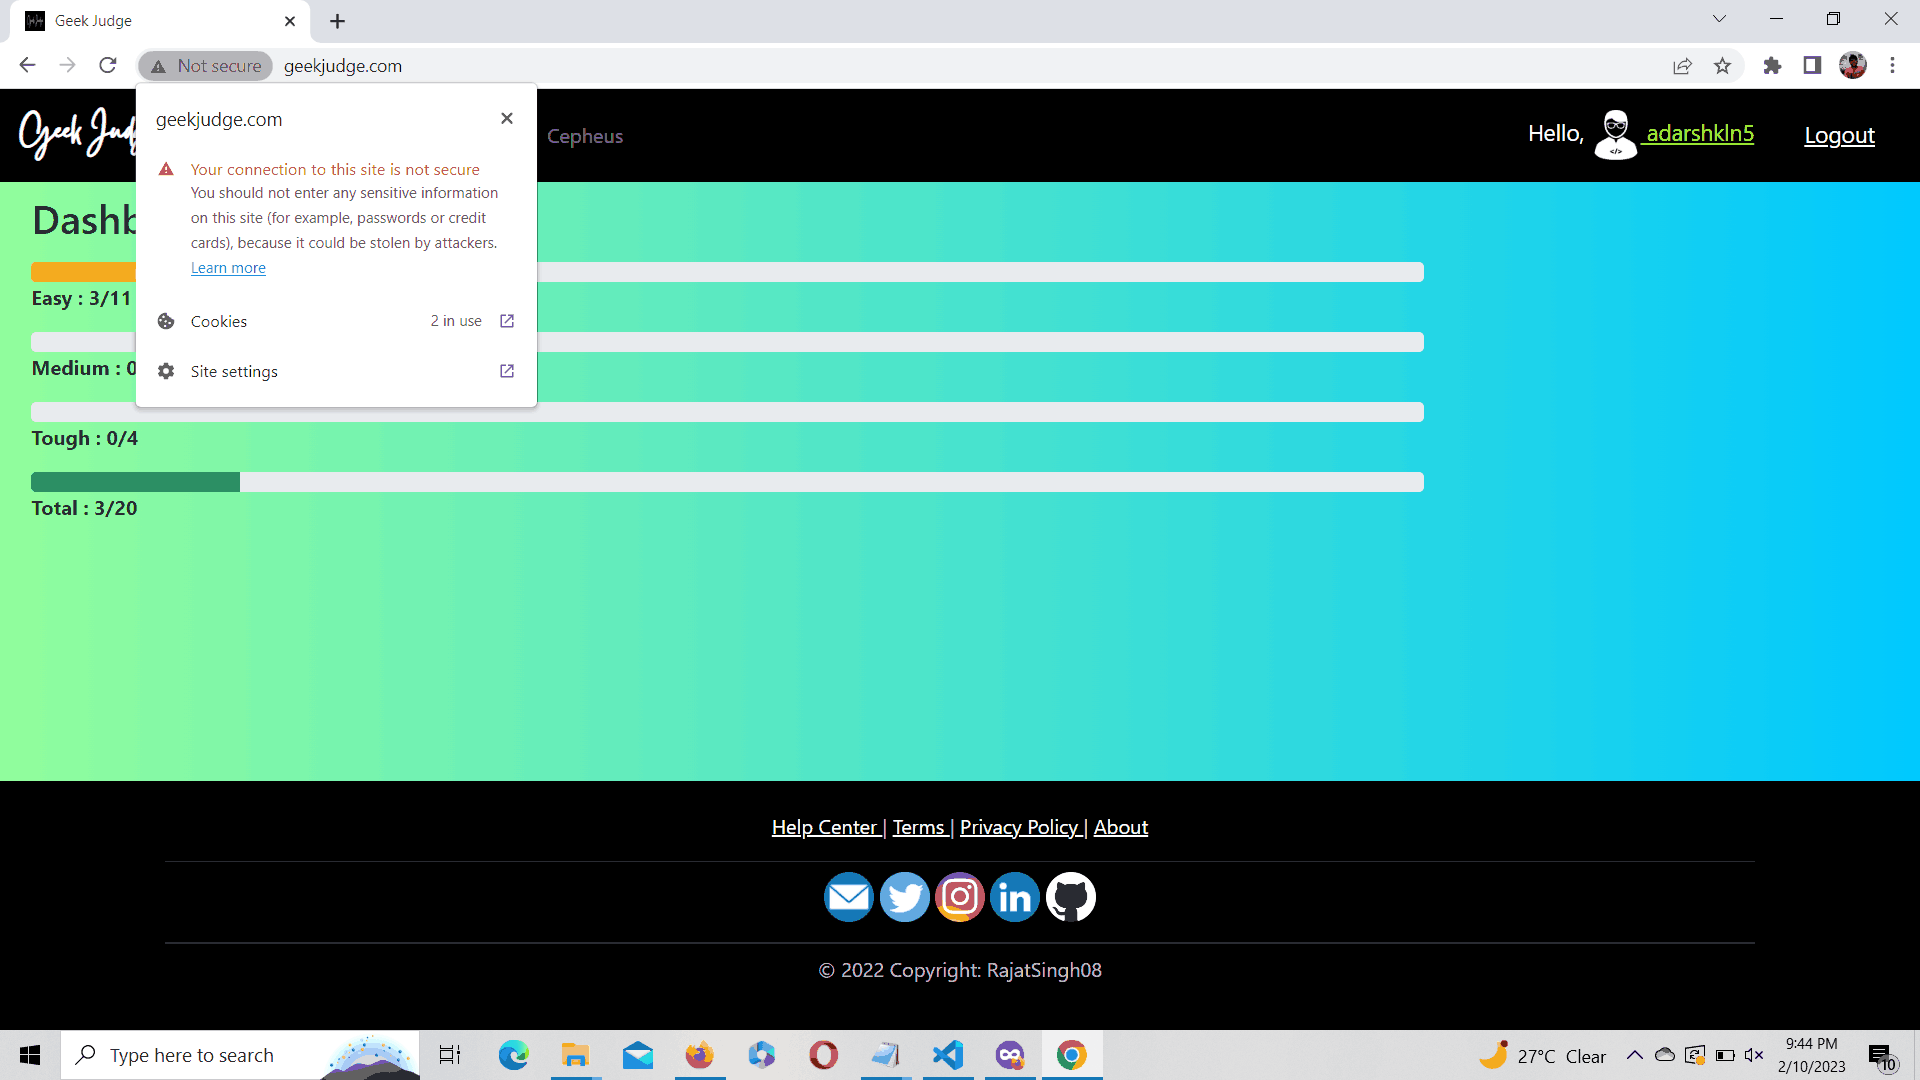 Geek Judge
Not secure
geekjudge.com
Geek Jud
geekjudge.com
Your connection to this site is not secure
You should not enter any sensitive information
on this site (for example, passwords or credit
cards), because it could be stolen by attackers.
Learn more
Cookies
2 in use
Site settings
Cepheus
Hello, adarshkln5
Logout
Dashb
Easy : 3/11
Medium : 0
Tough : 0/4
Total : 3/20
Help Center | Terms | Privacy Policy | About
© 2022 Copyright: RajatSingh08
Type here to search
27°C Clear
9:44 PM
2/10/2023
10